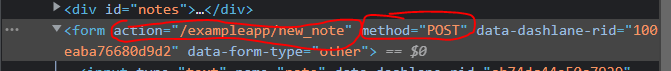 ▶ <div id="notes">…</div>
▼ <form action="/exampleapp/new_note" method="POST" data-dashlane-rid="100
eaba76680d9d2" data-form-type="other"> == $0